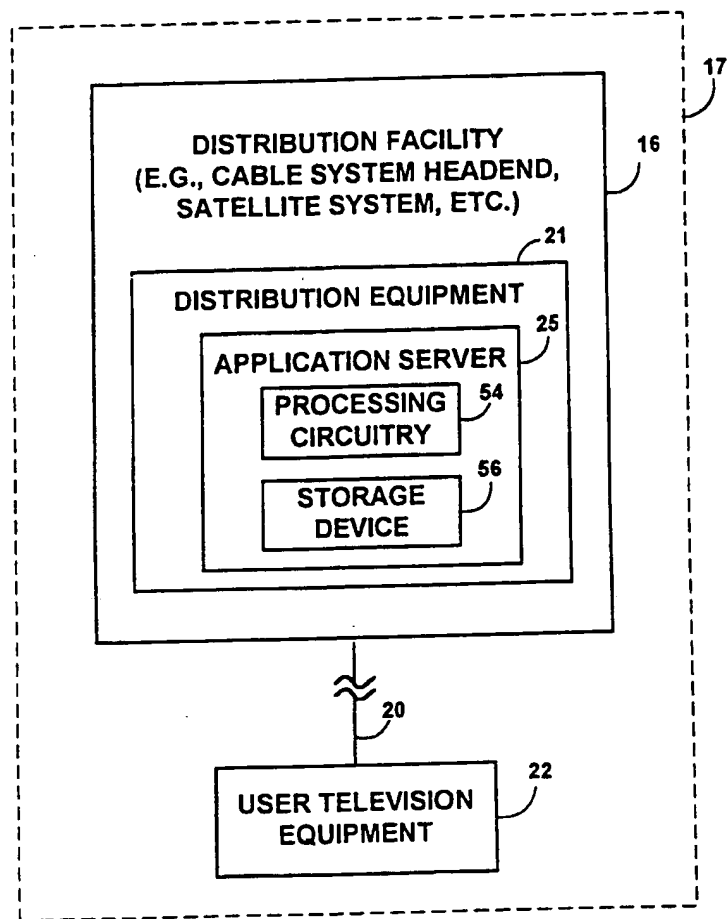 17
16
DISTRIBUTION FACILITY
(E.G., CABLE SYSTEM HEADEND,
SATELLITE SYSTEM, ETC.)
21
DISTRIBUTION EQUIPMENT
25
APPLICATION SERVER
PROCESSING
CIRCUITRY
54
STORAGE
DEVICE
56
20
USER TELEVISION
EQUIPMENT
22